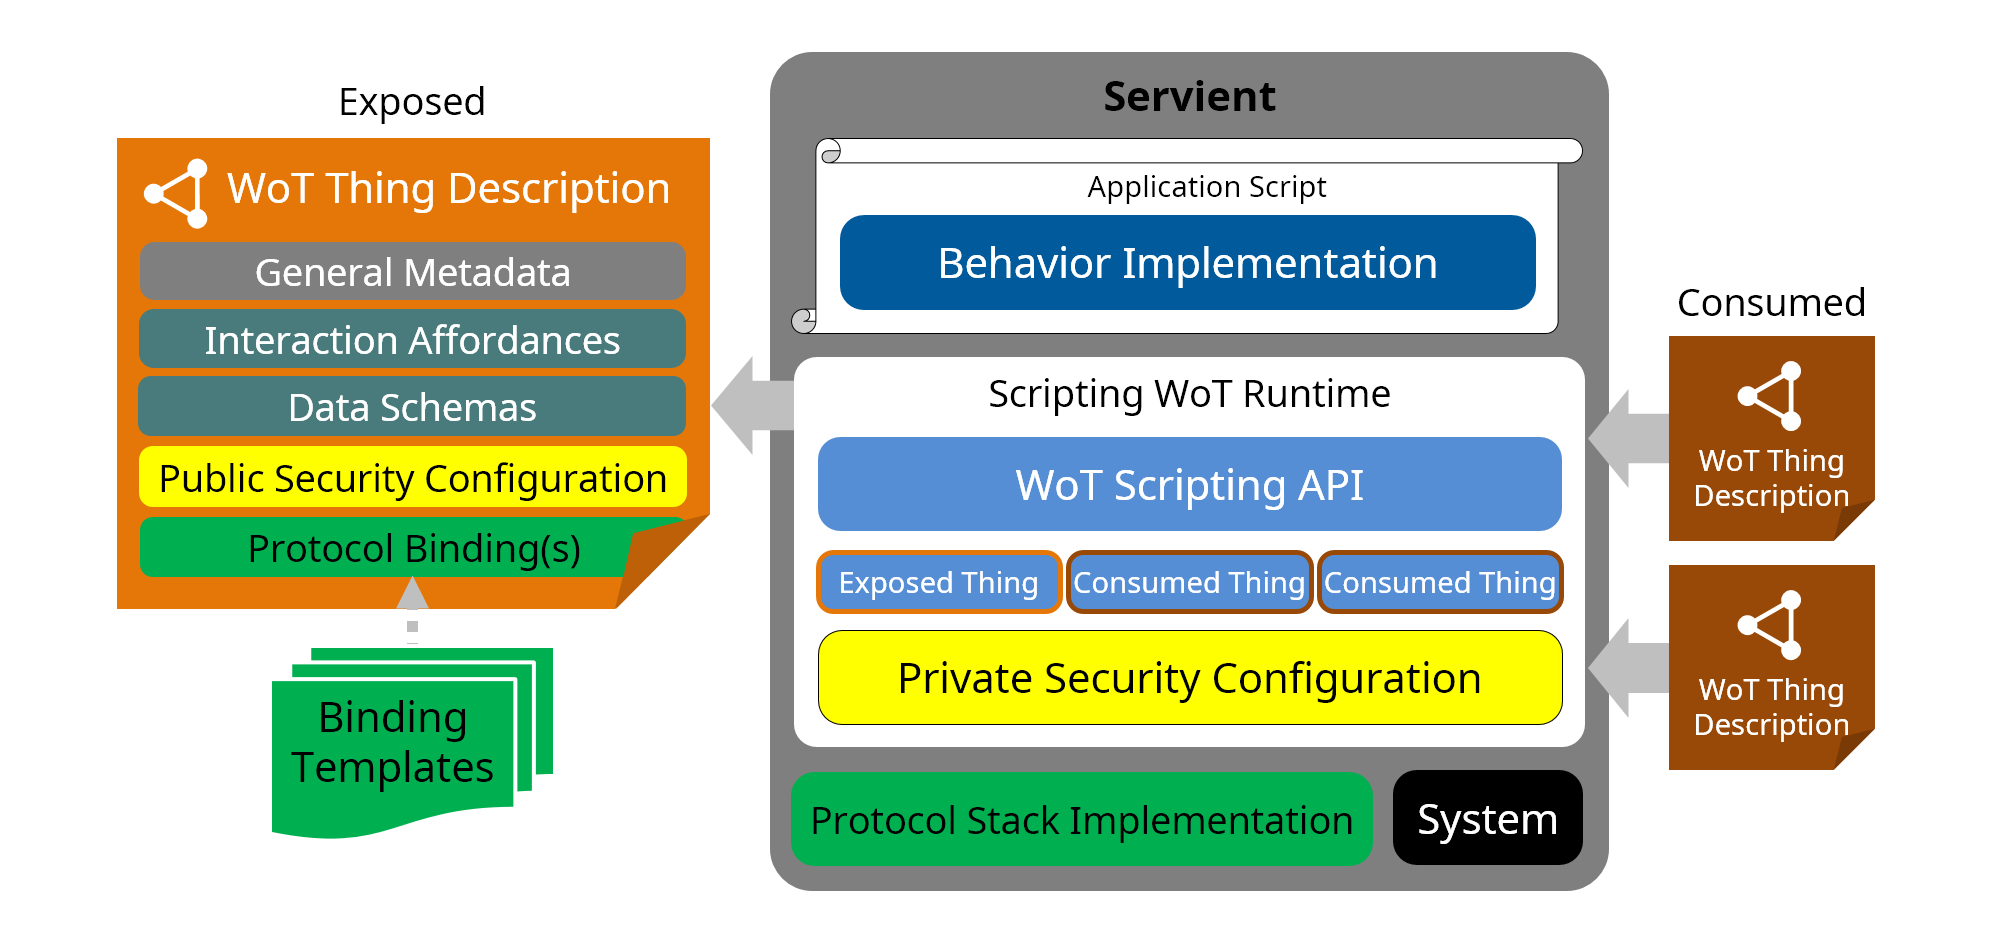 Exposed
WoT Thing Description
General Metadata
Interaction Affordances
Data Schemas
Public Security Configuration
Protocol Binding(s)
Binding
Templates
Servient
Application Script
Behavior Implementation
Scripting WoT Runtime
WoT Scripting API
Exposed Thing
Consumed Thing
Consumed Thing
Private Security Configuration
Protocol Stack Implementation
System
Consumed
WoT Thing
Description
WoT Thing
Description